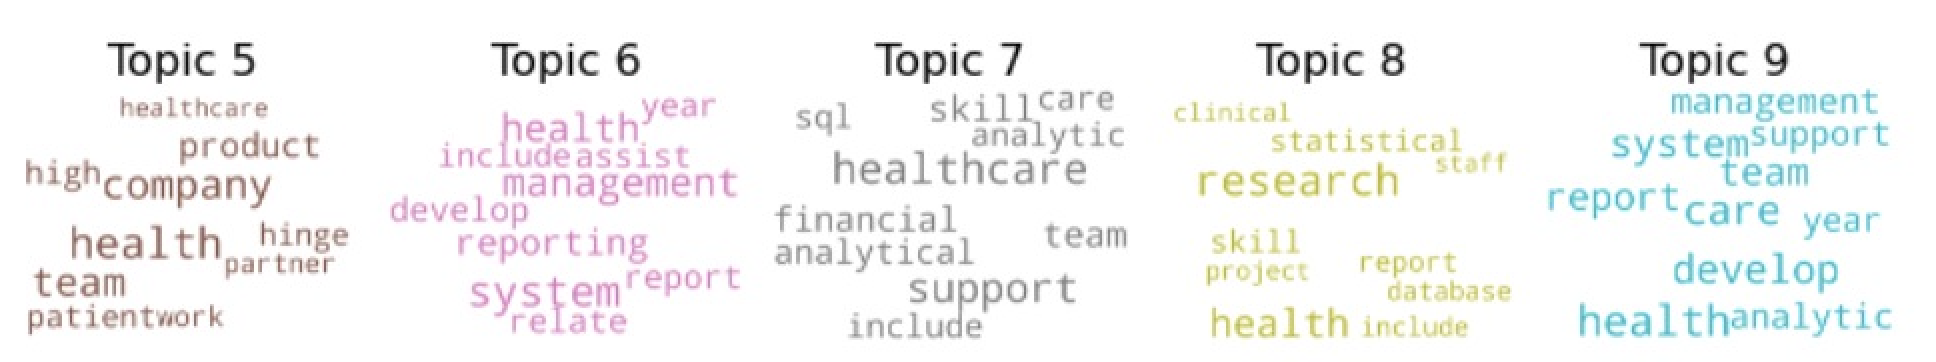 Topic 5
healthcare
product
high company
health hinge
partner
team
patientwork
Topic 6
year
health
includeassist
management
develop
reporting
system report
relate
Topic 7
sql skill care
analytic
healthcare
financial
team
analytical
support
include
Topic 8
clinical
statistical
staff
research
skill
project report
database
health include
Topic 9
management
system support
team
report care year
develop
health analytic